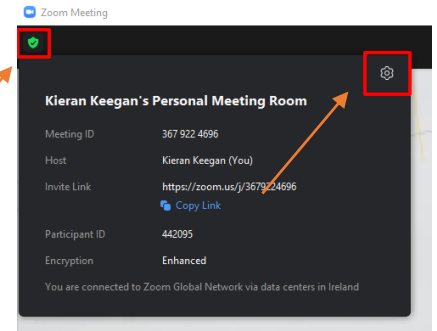 Zoom Meeting
Kieran Keegan's Personal Meeting Room
Meeting ID 367 922 4696
Host Kieran Keegan (You)
Invite Link https://zoom.us/j/3679224696
Copy Link
Participant ID 442095
Encryption Enhanced
You are connected to Zoom Global Network via data centers in Ireland